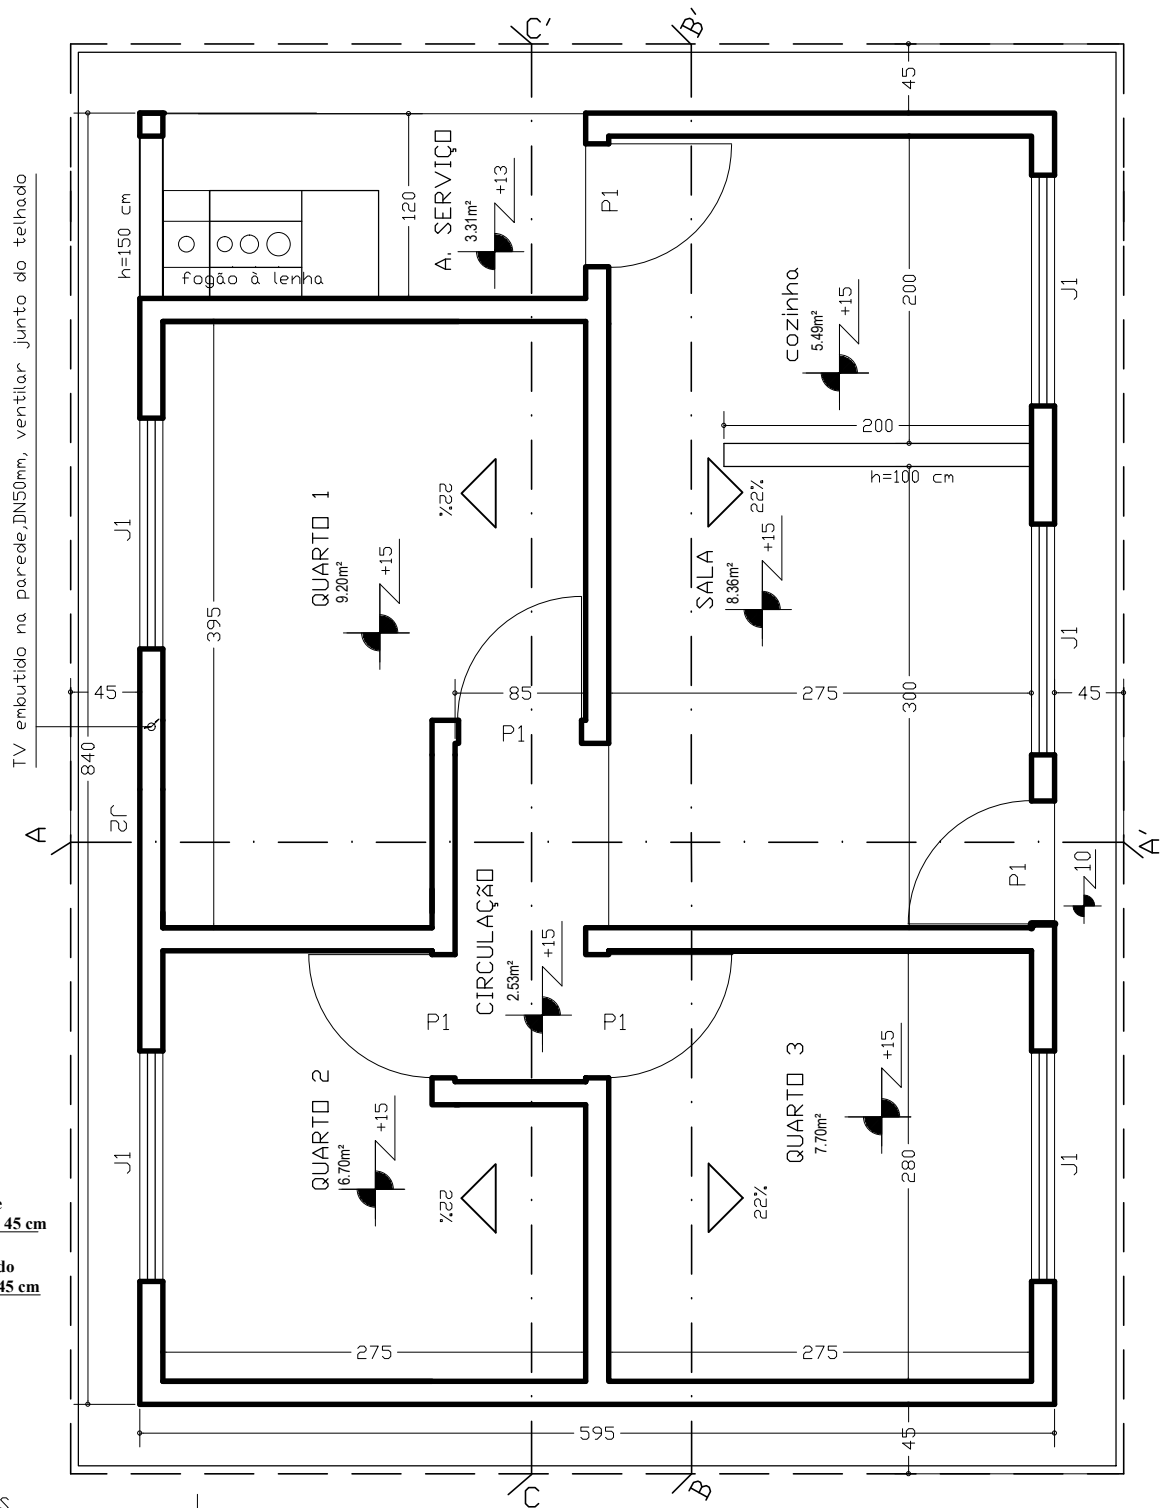 C'
B'
45
TV embutido na parede,DN50mm, ventilar junto do telhado
h=150 cm
fogão à lenha
120
A. SERVIÇO
3.31m²
+13
P1
cozinha
5.49m²
+15
200
J1
200
h=100 cm
QUARTO 1
9.20m²
+15
J1
22%
22%
SALA
8.36m²
+15
J1
395
45
85
275
300
45
P1
840
J2
A
A'
P1
10
CIRCULAÇÃO
2.53m²
+15
P1
P1
QUARTO 2
6.70m²
+15
J1
22%
22%
QUARTO 3
7.70m²
+15
280
J1
45 cm
do
45 cm
275
275
595
45
C
B